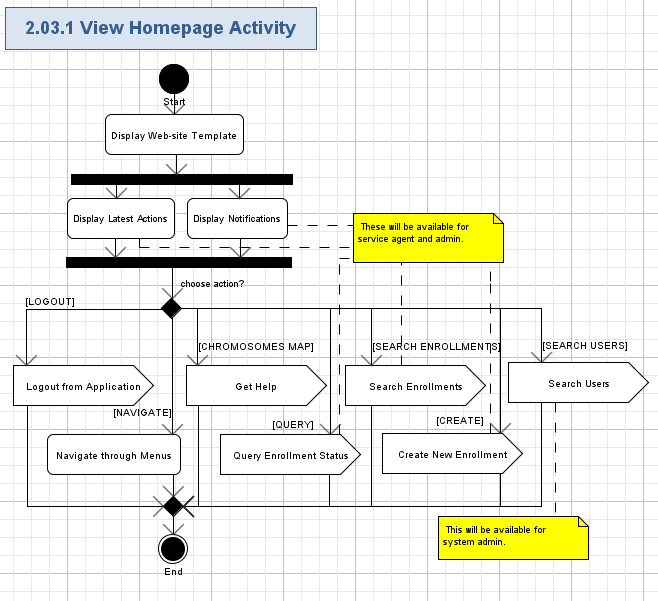 2.03.1 View Homepage Activity
Start
Display Web-site Template
Display Latest Actions
Display Notifications
These will be available for
service agent and admin.
choose action?
[LOGOUT]
[CHROMOSOMES MAP]
[SEARCH ENROLLMENTS]
[SEARCH USERS]
Logout from Application
Get Help
Search Enrollments
Search Users
[NAVIGATE]
[QUERY]
[CREATE]
Navigate through Menus
Query Enrollment Status
Create New Enrollment
This will be available for
system admin.
End